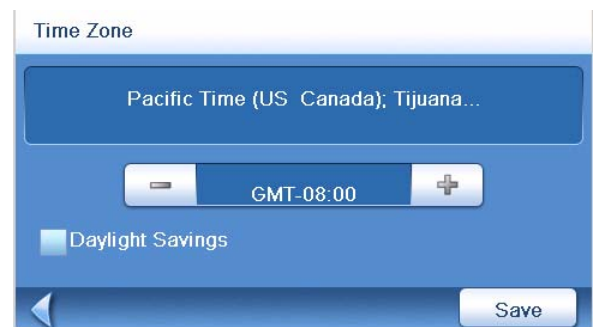 Time Zone
Pacific Time (US Canada); Tijuana...
GMT-08:00
Daylight Savings
Save